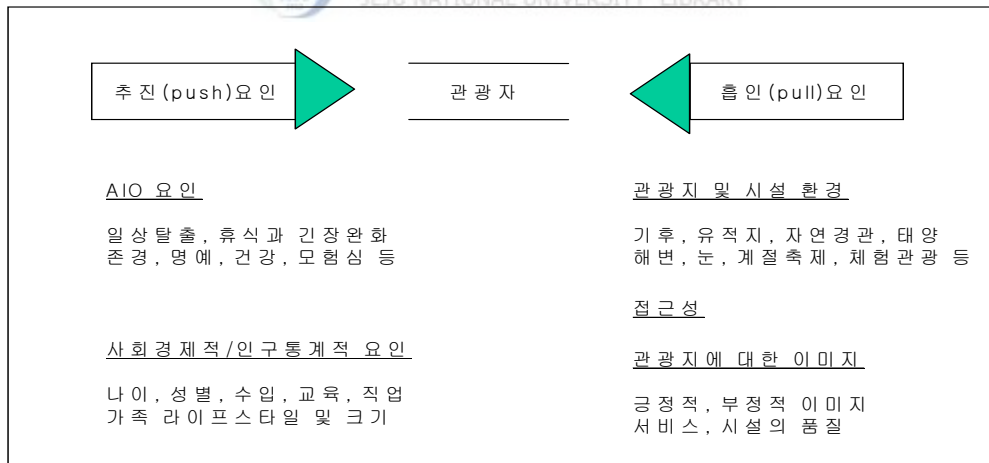 JEJU NATIONAL UNIVERSITY LIBRARY
추진(push)요인
관광자
흡인(pull)요인
AIO 요인
일상탈출, 휴식과 긴장완화
존경, 명예, 건강, 모험심 등
사회경제적/인구통계적 요인
나이, 성별, 수입, 교육, 직업
가족 라이프스타일 및 크기
관광지 및 시설 환경
기후, 유적지, 자연경관, 태양
해변, 눈, 계절축제, 체험관광 등
접근성
관광지에 대한 이미지
긍정적, 부정적 이미지
서비스, 시설의 품질